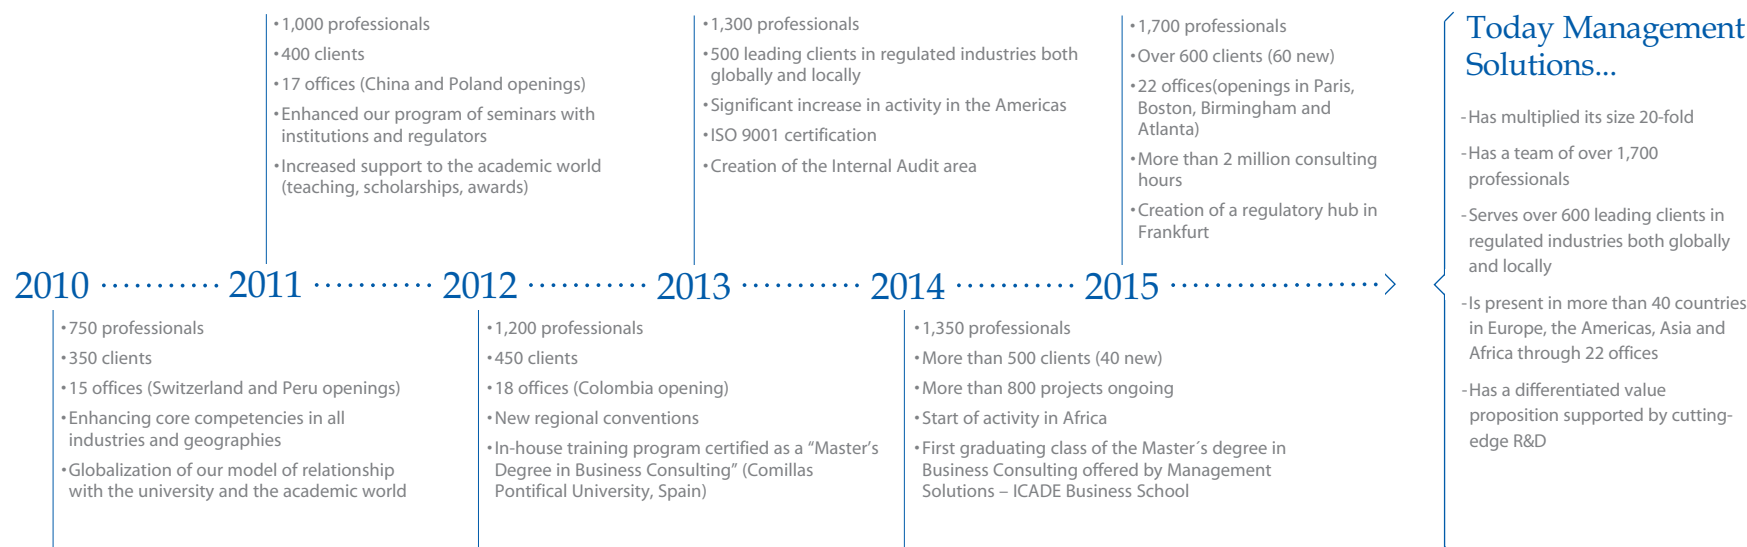 •1,000 professionals
•400 clients
•17 offices (China and Poland openings)
•Enhanced our program of seminars with
institutions and regulators
•Increased support to the academic world
(teaching, scholarships, awards)
•1,300 professionals
•500 leading clients in regulated industries both
globally and locally
•Significant increase in activity in the Americas
•ISO 9001 certification
•Creation of the Internal Audit area
•1,700 professionals
•Over 600 clients (60 new)
•22 offices(openings in Paris,
Boston, Birmingham and
Atlanta)
•More than 2 million consulting
hours
•Creation of a regulatory hub in
Frankfurt
2010 2011 2012 2013 2014 2015
•750 professionals
•350 clients
•15 offices (Switzerland and Peru openings)
•Enhancing core competencies in all
industries and geographies
•Globalization of our model of relationship
with the university and the academic world
•1,200 professionals
•450 clients
•18 offices (Colombia opening)
•New regional conventions
•In-house training program certified as a “Master’s
Degree in Business Consulting” (Comillas
Pontifical University, Spain)
•1,350 professionals
•More than 500 clients (40 new)
•More than 800 projects ongoing
•Start of activity in Africa
•First graduating class of the Master´s degree in
Business Consulting offered by Management
Solutions – ICADE Business School
Today Management
Solutions...
-Has multiplied its size 20-fold
-Has a team of over 1,700
professionals
-Serves over 600 leading clients in
regulated industries both globally
and locally
-Is present in more than 40 countries
in Europe, the Americas, Asia and
Africa through 22 offices
-Has a differentiated value
proposition supported by cutting-
edge R&D